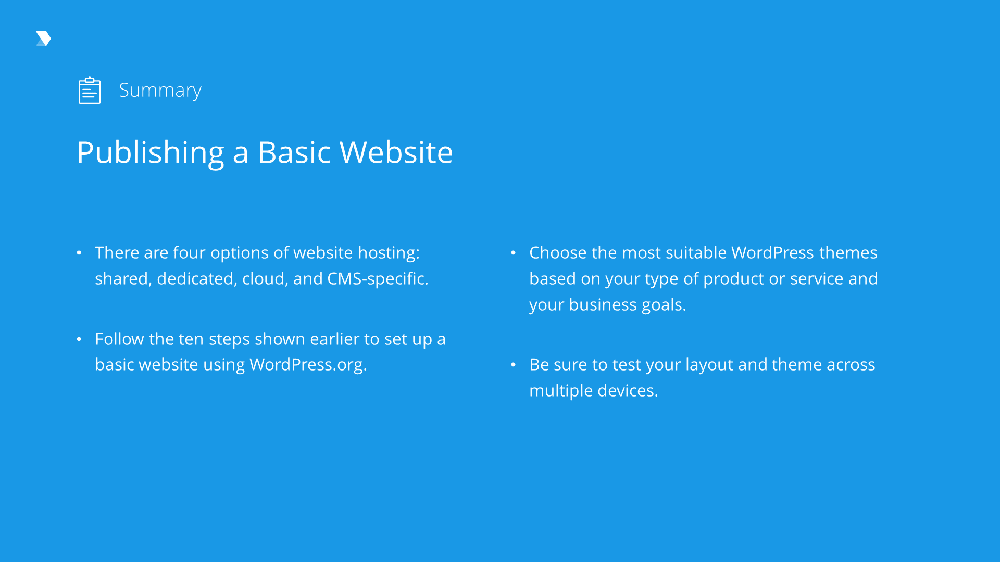 Summary
Publishing a Basic Website
• There are four options of website hosting:
shared, dedicated, cloud, and CMS-specific.
• Follow the ten steps shown earlier to set up a
basic website using WordPress.org.
• Choose the most suitable WordPress themes
based on your type of product or service and
your business goals.
• Be sure to test your layout and theme across
multiple devices.